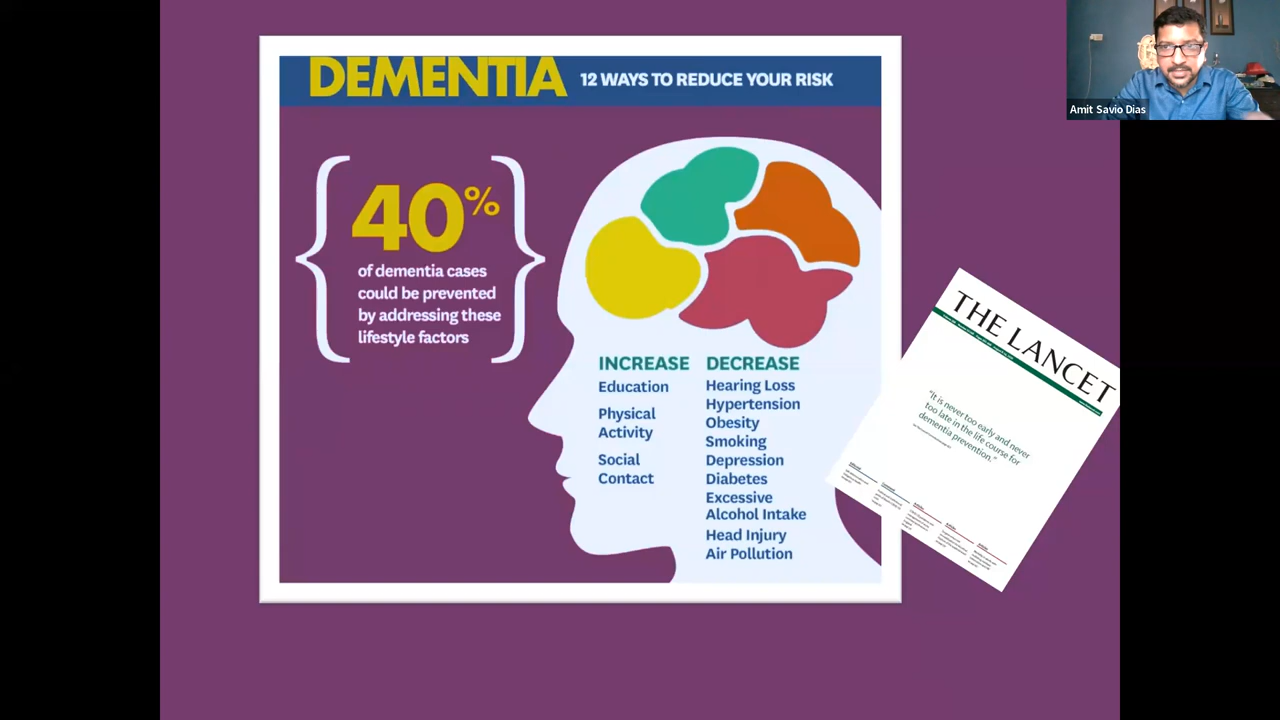 DEMENTIA 12 WAYS TO REDUCE YOUR RISK
40%
of dementia cases
could be prevented
by addressing these
lifestyle factors
INCREASE
Education
Physical
Activity
Social
Contact
DECREASE
Hearing Loss
Hypertension
Obesity
Smoking
Depression
Diabetes
Excessive
Alcohol Intake
Head Injury
Air Pollution
THE LANCET
"It is never too early and never
too late in the life course for
dementia prevention."
Amit Savio Dias